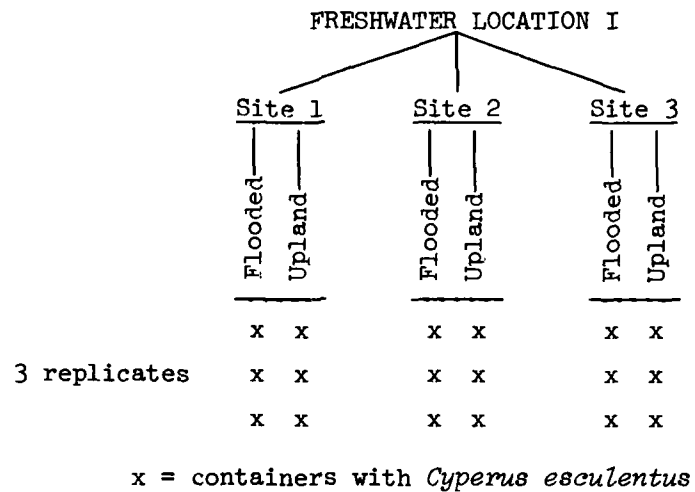 FRESHWATER LOCATION I
Site 1 Site 2 Site 3
Flooded Upland Flooded Upland Flooded Upland
x x x x x x
3 replicates x x x x x x
x x x x x x
x = containers with Cyperus esculentus